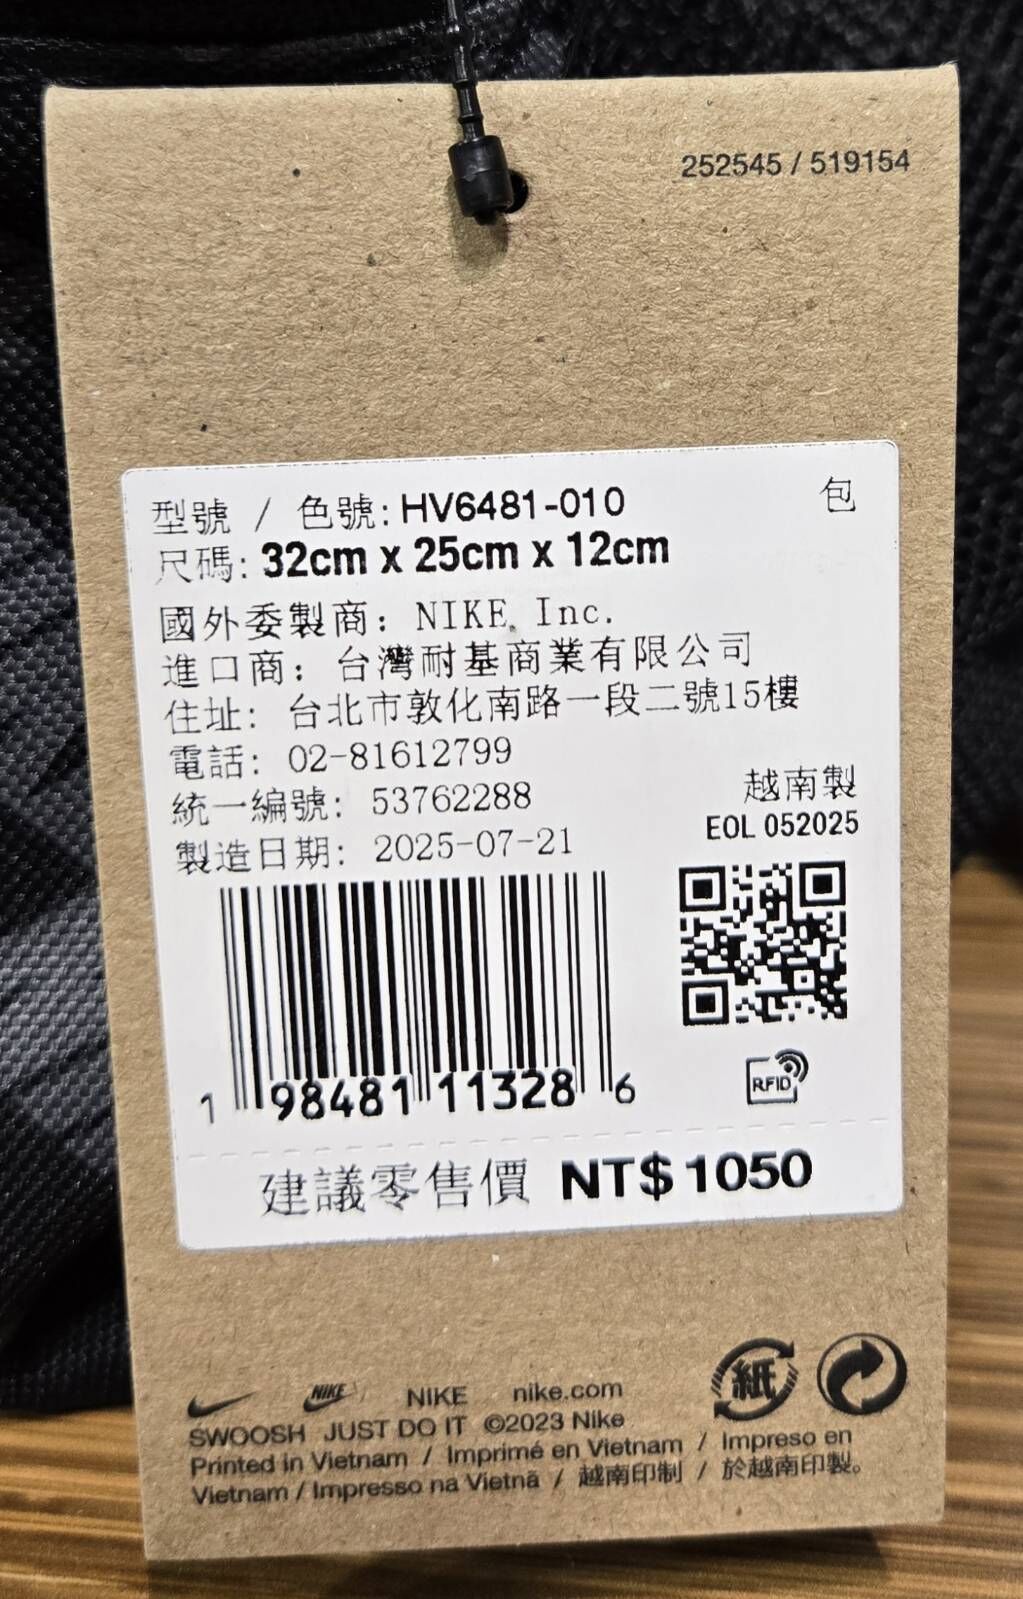 252545 / 519154
型號 / 色號: HV6481-010
包
尺碼: 32cm x 25cm x 12cm
國外委製商: NIKE, Inc.
進口商: 台灣耐基商業有限公司
住址: 台北市敦化南路一段二號15樓
電話: 02-81612799
統一編號: 53762288
越南製
EOL 052025
製造日期: 2025-07-21
1 98481 11328 6
RFID
建議零售價 NT$1050
紙
NIKE NIKE nike.com
SWOOSH JUST DO IT ©2023 Nike
Printed in Vietnam / Imprimé en Vietnam / Impreso en
Vietnam / Impresso na Vietnã / 越南印制 / 於越南印製。